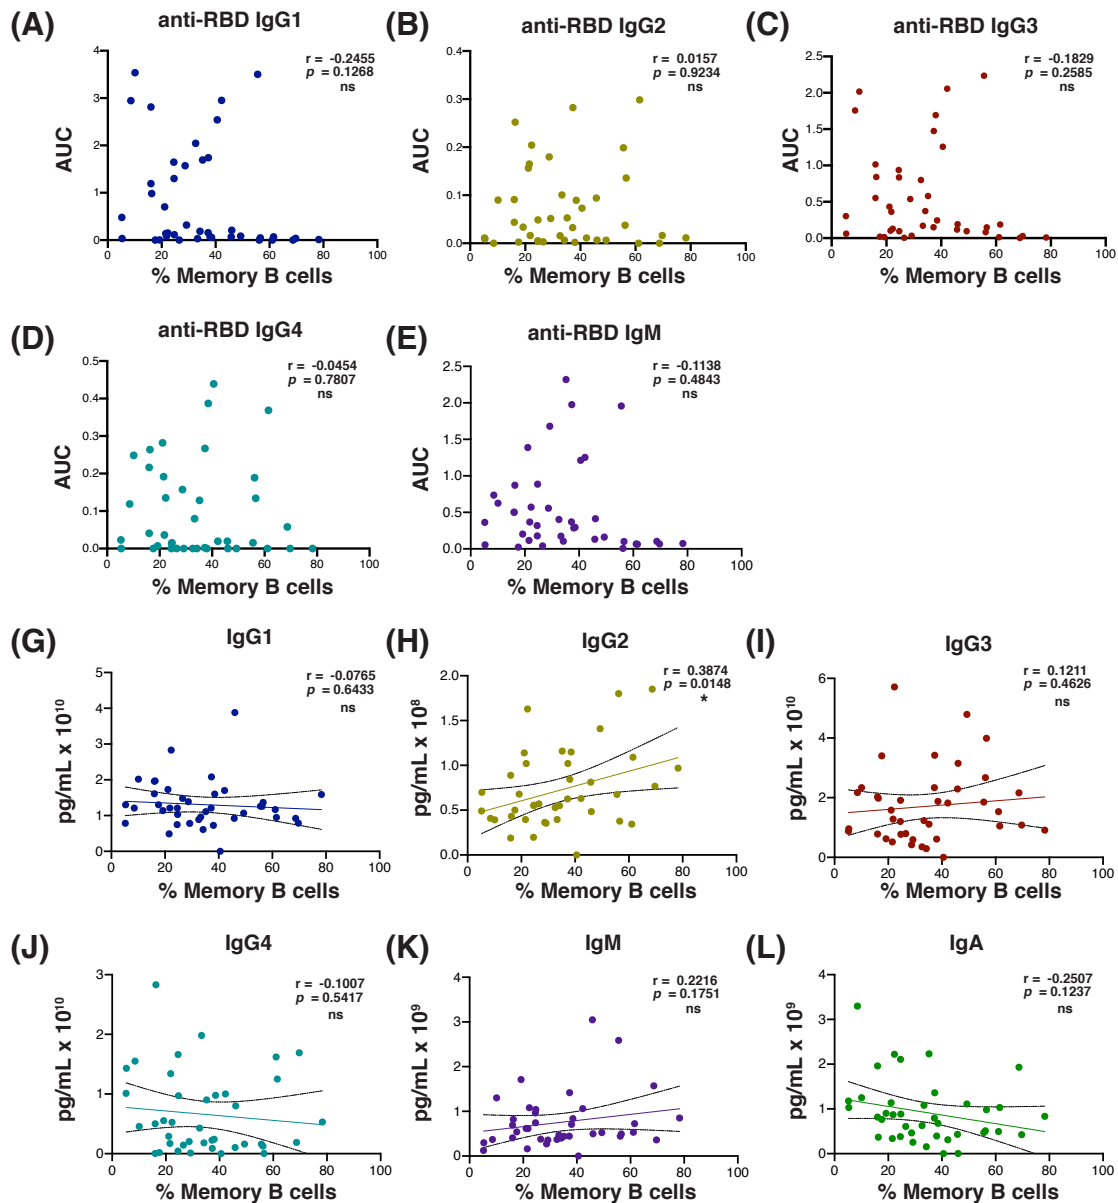 (A)
anti-RBD IgG1
r = -0.2455
p = 0.1268
ns
AUC
4
3
2
1
0
0 20 40 60 80 100
% Memory B cells
(B)
anti-RBD IgG2
r = 0.0157
p = 0.9234
ns
AUC
0.4
0.3
0.2
0.1
0.0
0 20 40 60 80 100
% Memory B cells
(C)
anti-RBD IgG3
r = -0.1829
p = 0.2585
ns
AUC
2.5
2.0
1.5
1.0
0.5
0.0
0 20 40 60 80 100
% Memory B cells
(D)
anti-RBD IgG4
r = -0.0454
p = 0.7807
ns
AUC
0.5
0.4
0.3
0.2
0.1
0.0
0 20 40 60 80 100
% Memory B cells
(E)
anti-RBD IgM
r = -0.1138
p = 0.4843
ns
AUC
2.5
2.0
1.5
1.0
0.5
0.0
0 20 40 60 80 100
% Memory B cells
(G)
IgG1
r = -0.0765
p = 0.6433
ns
pg/mL x 10¹⁰
5
4
3
2
1
0
0 20 40 60 80 100
% Memory B cells
(H)
IgG2
r = 0.3874
p = 0.0148
*
pg/mL x 10⁸
2.0
1.5
1.0
0.5
0.0
0 20 40 60 80 100
% Memory B cells
(I)
IgG3
r = 0.1211
p = 0.4626
ns
pg/mL x 10¹⁰
6
4
2
0
0 20 40 60 80 100
% Memory B cells
(J)
IgG4
r = -0.1007
p = 0.5417
ns
pg/mL x 10¹⁰
3
2
1
0
0 20 40 60 80 100
% Memory B cells
(K)
IgM
r = 0.2216
p = 0.1751
ns
pg/mL x 10⁹
4
3
2
1
0
0 20 40 60 80 100
% Memory B cells
(L)
IgA
r = -0.2507
p = 0.1237
ns
pg/mL x 10⁹
4
3
2
1
0
0 20 40 60 80 100
% Memory B cells